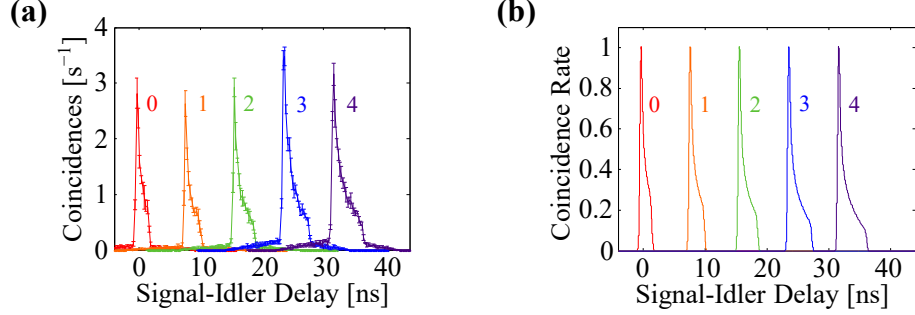 (a)
Coincidences [s⁻¹]
4
3
2
1
0
0 1 2 3 4
0 10 20 30 40
Signal-Idler Delay [ns]
(b)
Coincidence Rate
1
0.8
0.6
0.4
0.2
0
0 1 2 3 4
0 10 20 30 40
Signal-Idler Delay [ns]